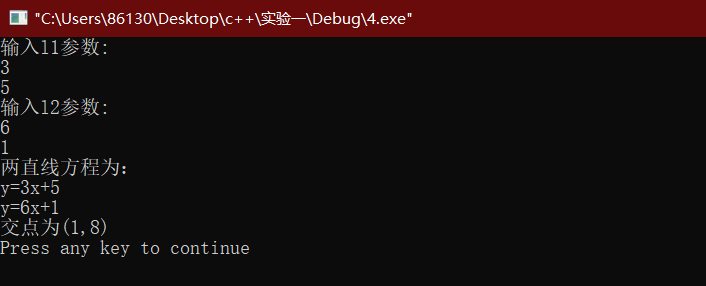 "C:\Users\86130\Desktop\c++\实验一\Debug\4.exe"
输入l1参数:
3
5
输入l2参数:
6
1
两直线方程为：
y=3x+5
y=6x+1
交点为(1,8)
Press any key to continue